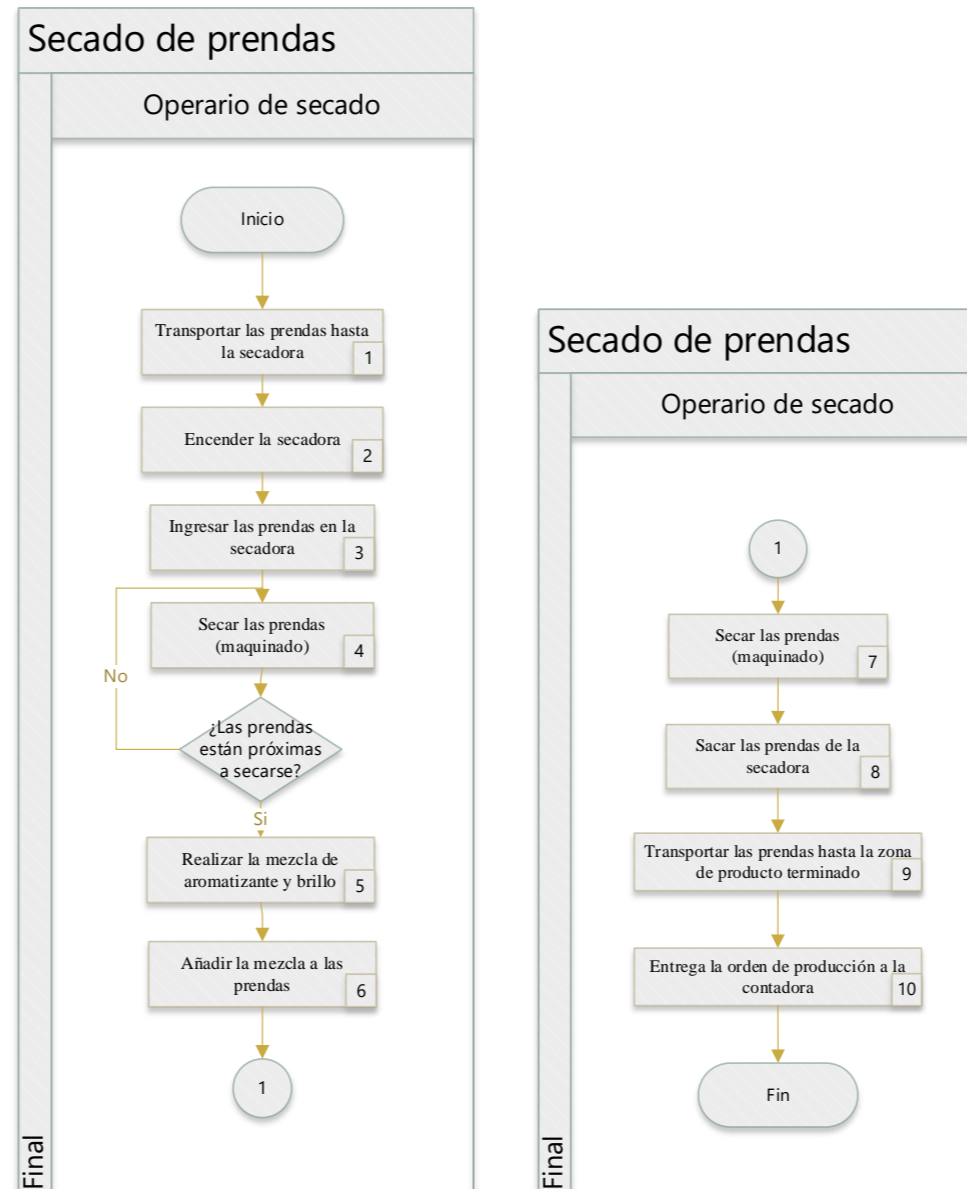 Secado de prendas
Operario de secado
Inicio
Transportar las prendas hasta
la secadora
1
Encender la secadora
2
Ingresar las prendas en la
secadora
3
Secar las prendas
(maquinado)
4
No
¿Las prendas
están próximas
a secarse?
Si
Realizar la mezcla de
aromatizante y brillo
5
Añadir la mezcla a las
prendas
6
1
Final
Secado de prendas
Operario de secado
1
Secar las prendas
(maquinado)
7
Sacar las prendas de la
secadora
8
Transportar las prendas hasta la zona
de producto terminado
9
Entrega la orden de producción a la
contadora
10
Fin
Final